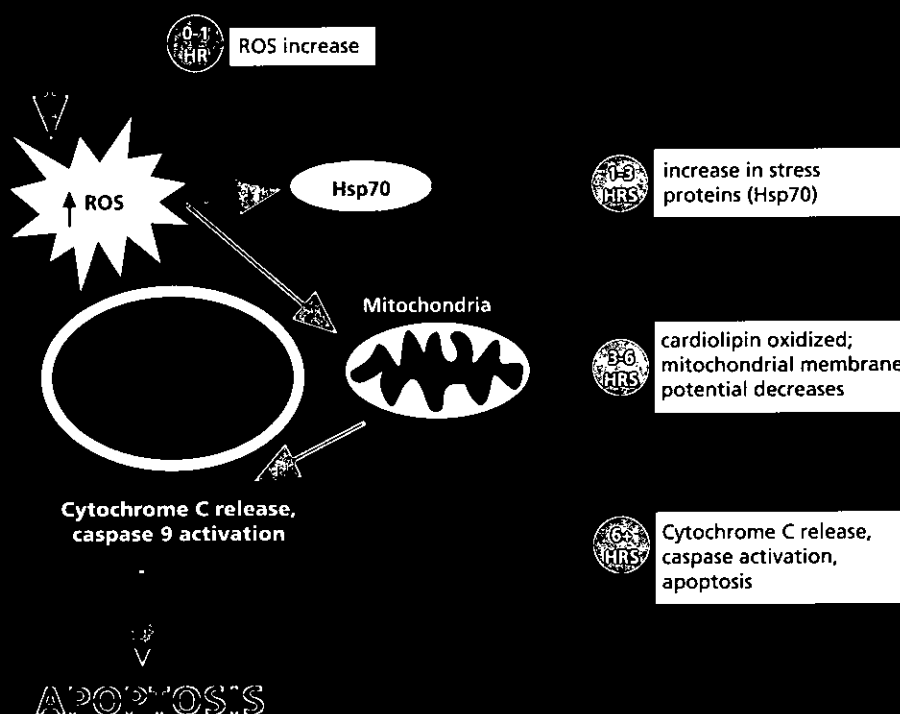 0-1
HR
ROS increase
ROS
Hsp70
1-3
HRS
increase in stress
proteins (Hsp70)
Mitochondria
3-6
HRS
cardiolipin oxidized;
mitochondrial membrane
potential decreases
Cytochrome C release,
caspase 9 activation
6+
HRS
Cytochrome C release,
caspase activation,
apoptosis
APOPTOSIS